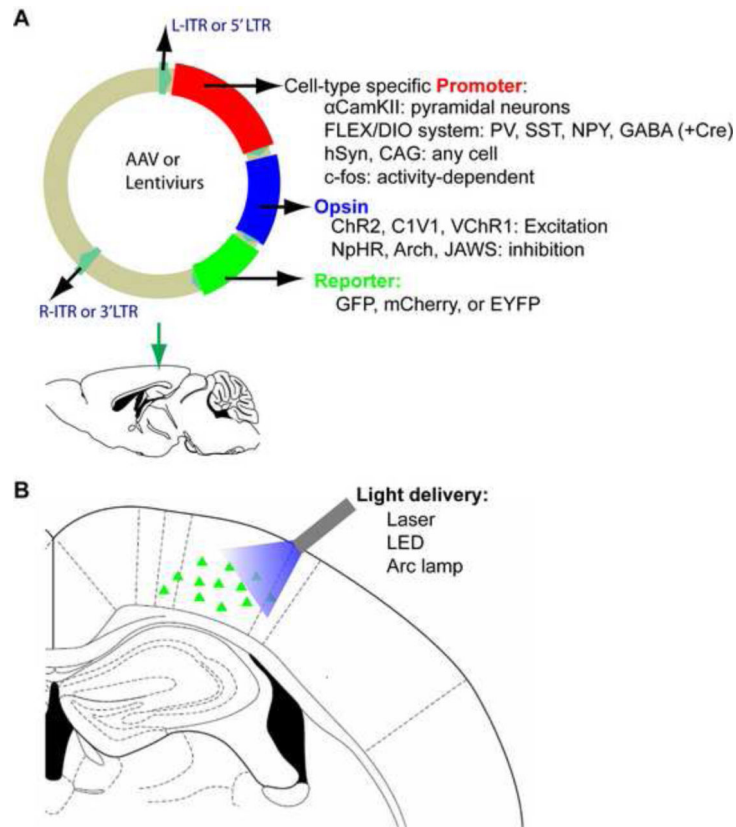 A
L-ITR or 5' LTR
Cell-type specific Promoter:
αCamKII: pyramidal neurons
FLEX/DIO system: PV, SST, NPY, GABA (+Cre)
hSyn, CAG: any cell
c-fos: activity-dependent
AAV or
Lentiviurs
Opsin
ChR2, C1V1, VChR1: Excitation
NpHR, Arch, JAWS: inhibition
Reporter:
GFP, mCherry, or EYFP
R-ITR or 3'LTR
B
Light delivery:
Laser
LED
Arc lamp